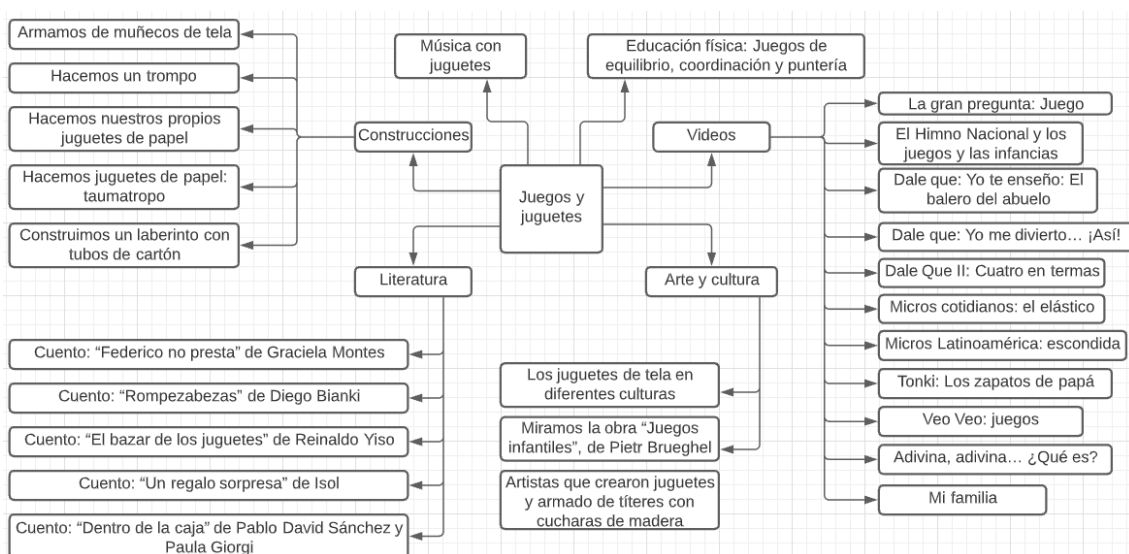 Armamos de muñecos de tela
Hacemos un trompo
Hacemos nuestros propios
juguetes de papel
Hacemos juguetes de papel:
taumatropo
Construimos un laberinto con
tubos de cartón
Construcciones
Música con
juguetes
Educación física: Juegos de
equilibrio, coordinación y puntería
Videos
Juegos y
juguetes
Literatura
Arte y cultura
La gran pregunta: Juego
El Himno Nacional y los
juegos y las infancias
Dale que: Yo te enseño: El
balero del abuelo
Dale que: Yo me divierto… ¡Así!
Dale Que II: Cuatro en termas
Micros cotidianos: el elástico
Micros Latinoamérica: escondida
Tonki: Los zapatos de papá
Veo Veo: juegos
Adivina, adivina… ¿Qué es?
Mi familia
Cuento: “Federico no presta” de Graciela Montes
Cuento: “Rompezabezas” de Diego Bianki
Cuento: “El bazar de los juguetes” de Reinaldo Yiso
Cuento: “Un regalo sorpresa” de Isol
Cuento: “Dentro de la caja” de Pablo David Sánchez y
Paula Giorgi
Los juguetes de tela en
diferentes culturas
Miramos la obra “Juegos
infantiles”, de Pietr Brueghel
Artistas que crearon juguetes
y armado de títeres con
cucharas de madera